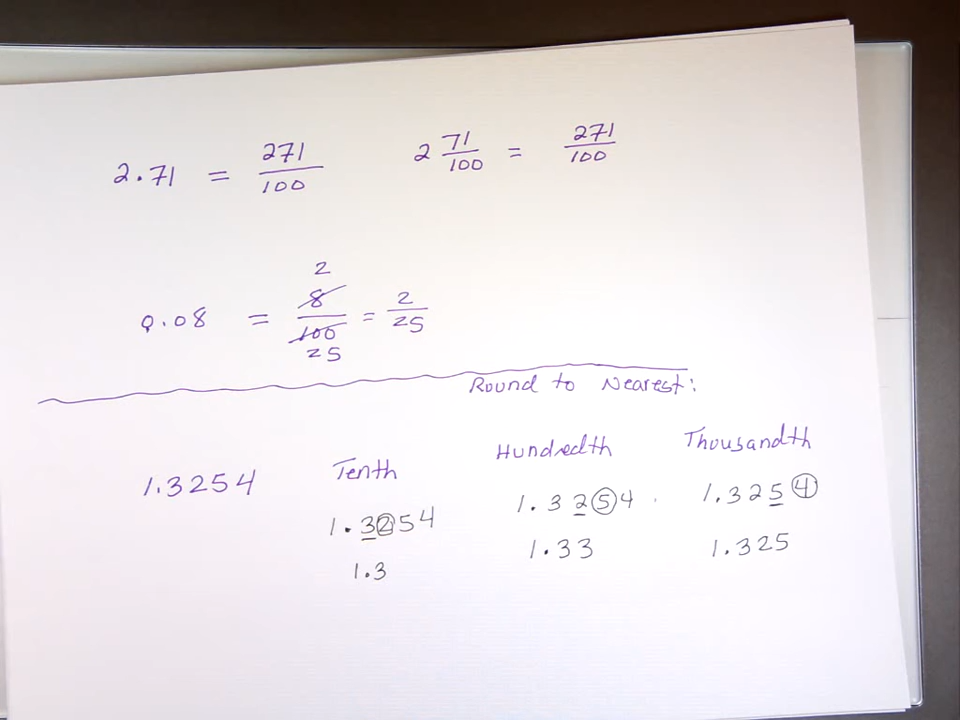 2.71 = 271/100    2 71/100 = 271/100
2
0.08 = 8/100 = 2/25
25
Round to Nearest:
1.3254    Tenth    Hundredth    Thousandth
1.3254    1.3254    1.3254
1.3    1.33    1.325